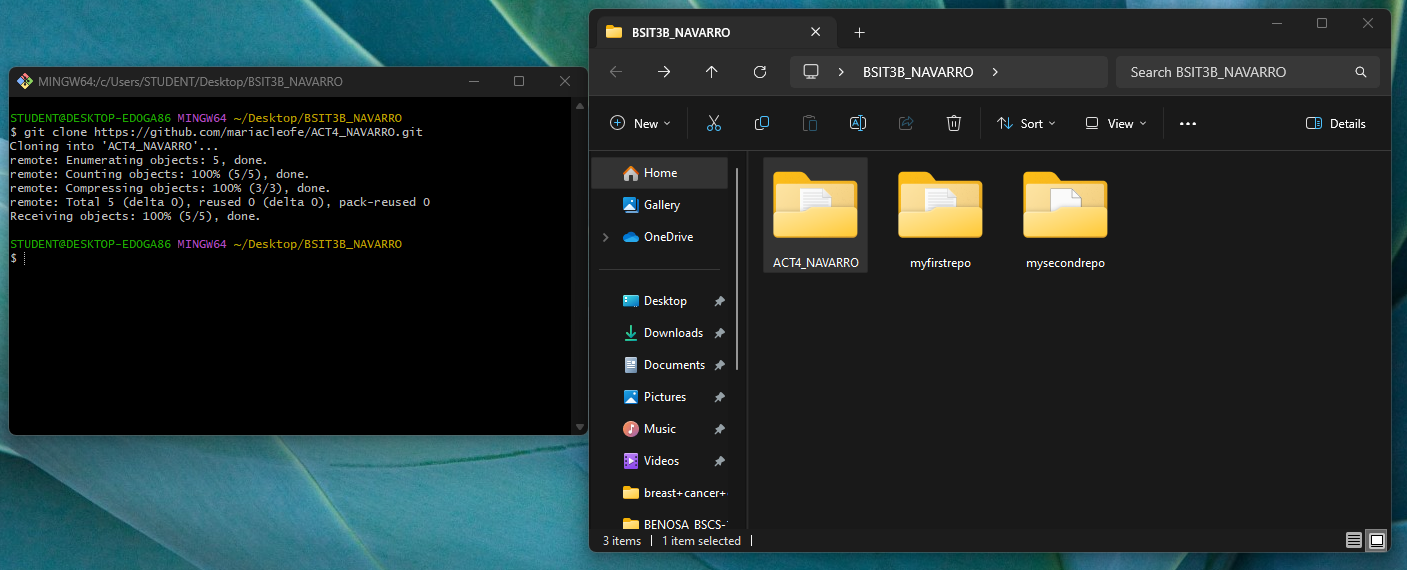 MINGW64:/c/Users/STUDENT/Desktop/BSIT3B_NAVARRO
STUDENT@DESKTOP-EDOGA86 MINGW64 ~/Desktop/BSIT3B_NAVARRO
$ git clone https://github.com/mariacleofe/ACT4_NAVARRO.git
Cloning into 'ACT4_NAVARRO'...
remote: Enumerating objects: 5, done.
remote: Counting objects: 100% (5/5), done.
remote: Compressing objects: 100% (3/3), done.
remote: Total 5 (delta 0), reused 0 (delta 0), pack-reused 0
Receiving objects: 100% (5/5), done.
STUDENT@DESKTOP-EDOGA86 MINGW64 ~/Desktop/BSIT3B_NAVARRO
$
BSIT3B_NAVARRO
BSIT3B_NAVARRO
Search BSIT3B_NAVARRO
New
Sort
View
Details
Home
Gallery
OneDrive
Desktop
Downloads
Documents
Pictures
Music
Videos
breast+cancer+
BENOSA_BSCS-
ACT4_NAVARRO
myfirstrepo
mysecondrepo
3 items
1 item selected